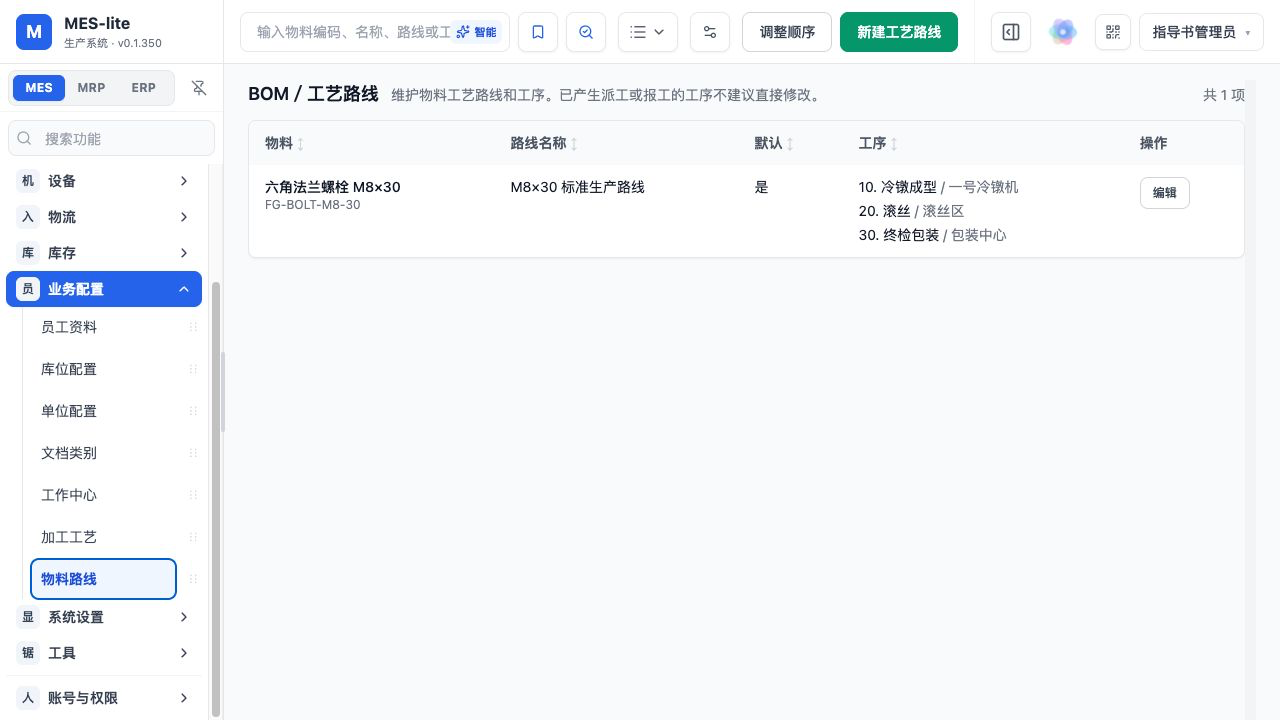 M
MES-lite
生产系统 · v0.1.350
MES
MRP
ERP
搜索功能
机 设备
入 物流
库 库存
员 业务配置
员工资料
库位配置
单位配置
文档类别
工作中心
加工工艺
物料路线
显 系统设置
锯 工具
人 账号与权限
输入物料编码、名称、路线或工
智能
调整顺序
新建工艺路线
指导书管理员
BOM / 工艺路线
维护物料工艺路线和工序。已产生派工或报工的工序不建议直接修改。
共 1 项
物料 路线名称 默认 工序 操作
六角法兰螺栓 M8×30
FG-BOLT-M8-30
M8×30 标准生产路线
是
10. 冷镦成型 / 一号冷镦机
20. 滚丝 / 滚丝区
30. 终检包装 / 包装中心
编辑